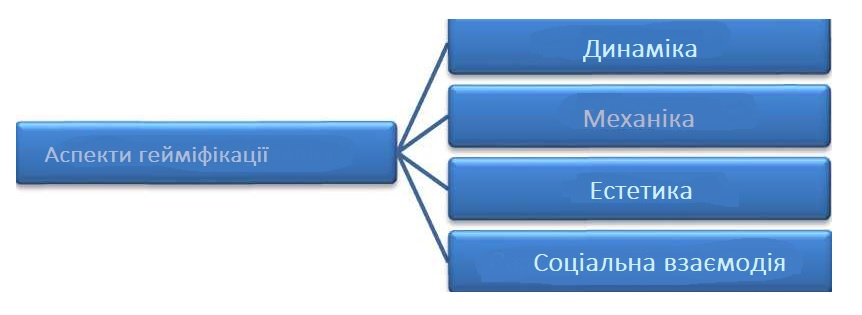 Динаміка
Механіка
Аспекти гейміфікації
Естетика
Соціальна взаємодія